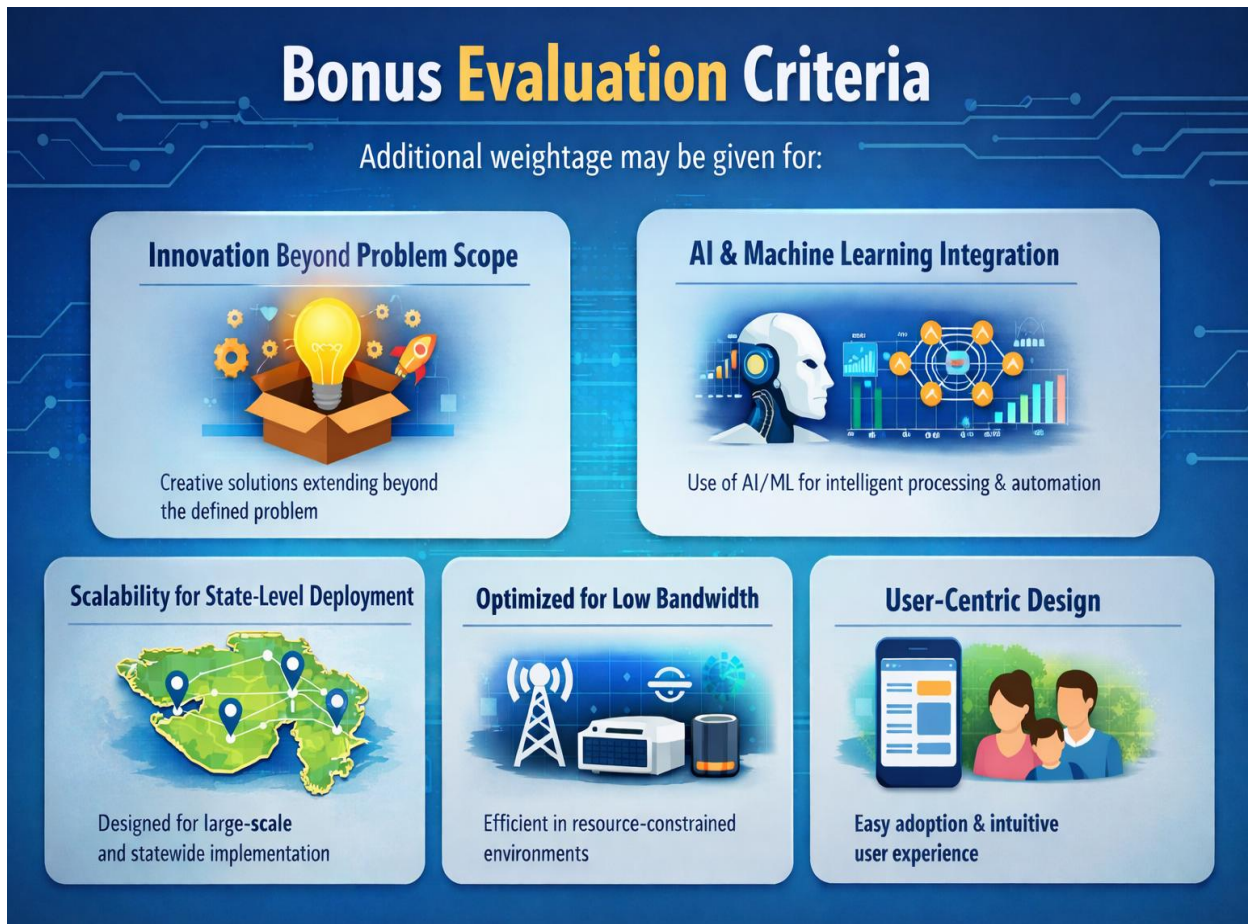 Bonus Evaluation Criteria
Additional weightage may be given for:
Innovation Beyond Problem Scope
Creative solutions extending beyond
the defined problem
AI & Machine Learning Integration
Use of AI/ML for intelligent processing & automation
Scalability for State-Level Deployment
Designed for large-scale
and statewide implementation
Optimized for Low Bandwidth
Efficient in resource-constrained
environments
User-Centric Design
Easy adoption & intuitive
user experience